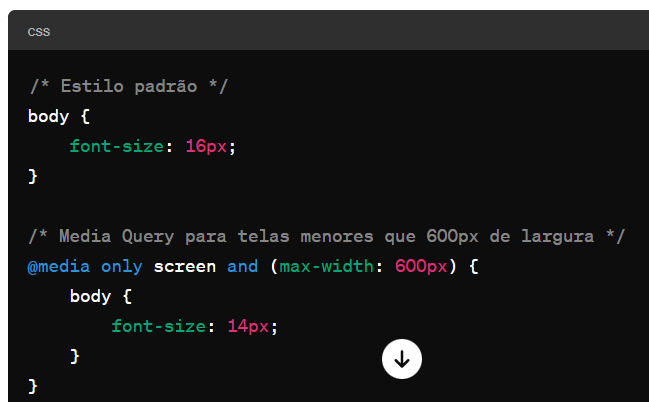 css
/* Estilo padrão */
body {
    font-size: 16px;
}
/* Media Query para telas menores que 600px de largura */
@media only screen and (max-width: 600px) {
    body {
        font-size: 14px;
    }
}